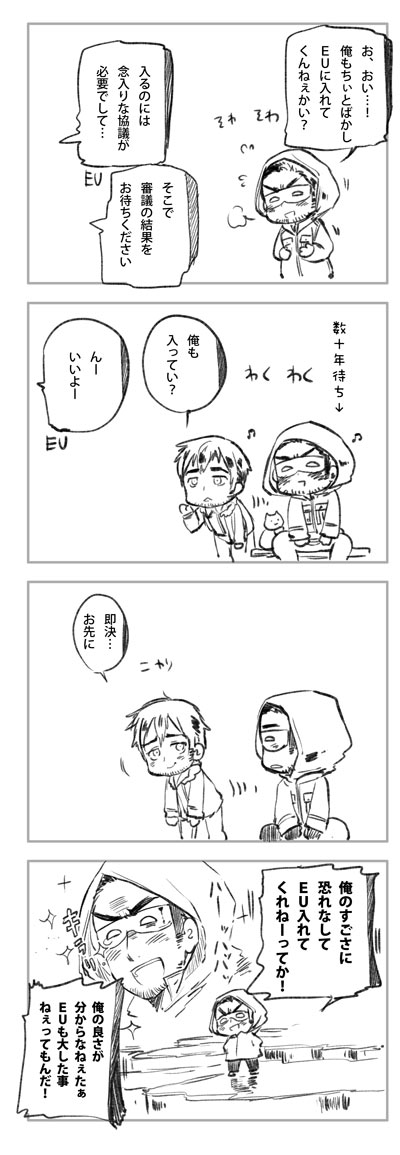 お、おい…！
俺もちぃとばかし
ＥＵに入れて
くんねぇかい？
そわ そわ
入るのには
念入りな協議が
必要でして…
EU
そこで
審議の結果を
お待ちください
数十年待ち→
わく わく
俺も
入ってい？
んー
いいよー
EU
即決…
お先に
こやり
俺のすごさに
恐れなして
ＥＵ入れて
くれねーってか！
キラ
俺の良さが
分からなねぇたぁ
ＥＵも大した事
ねぇってもんだ！